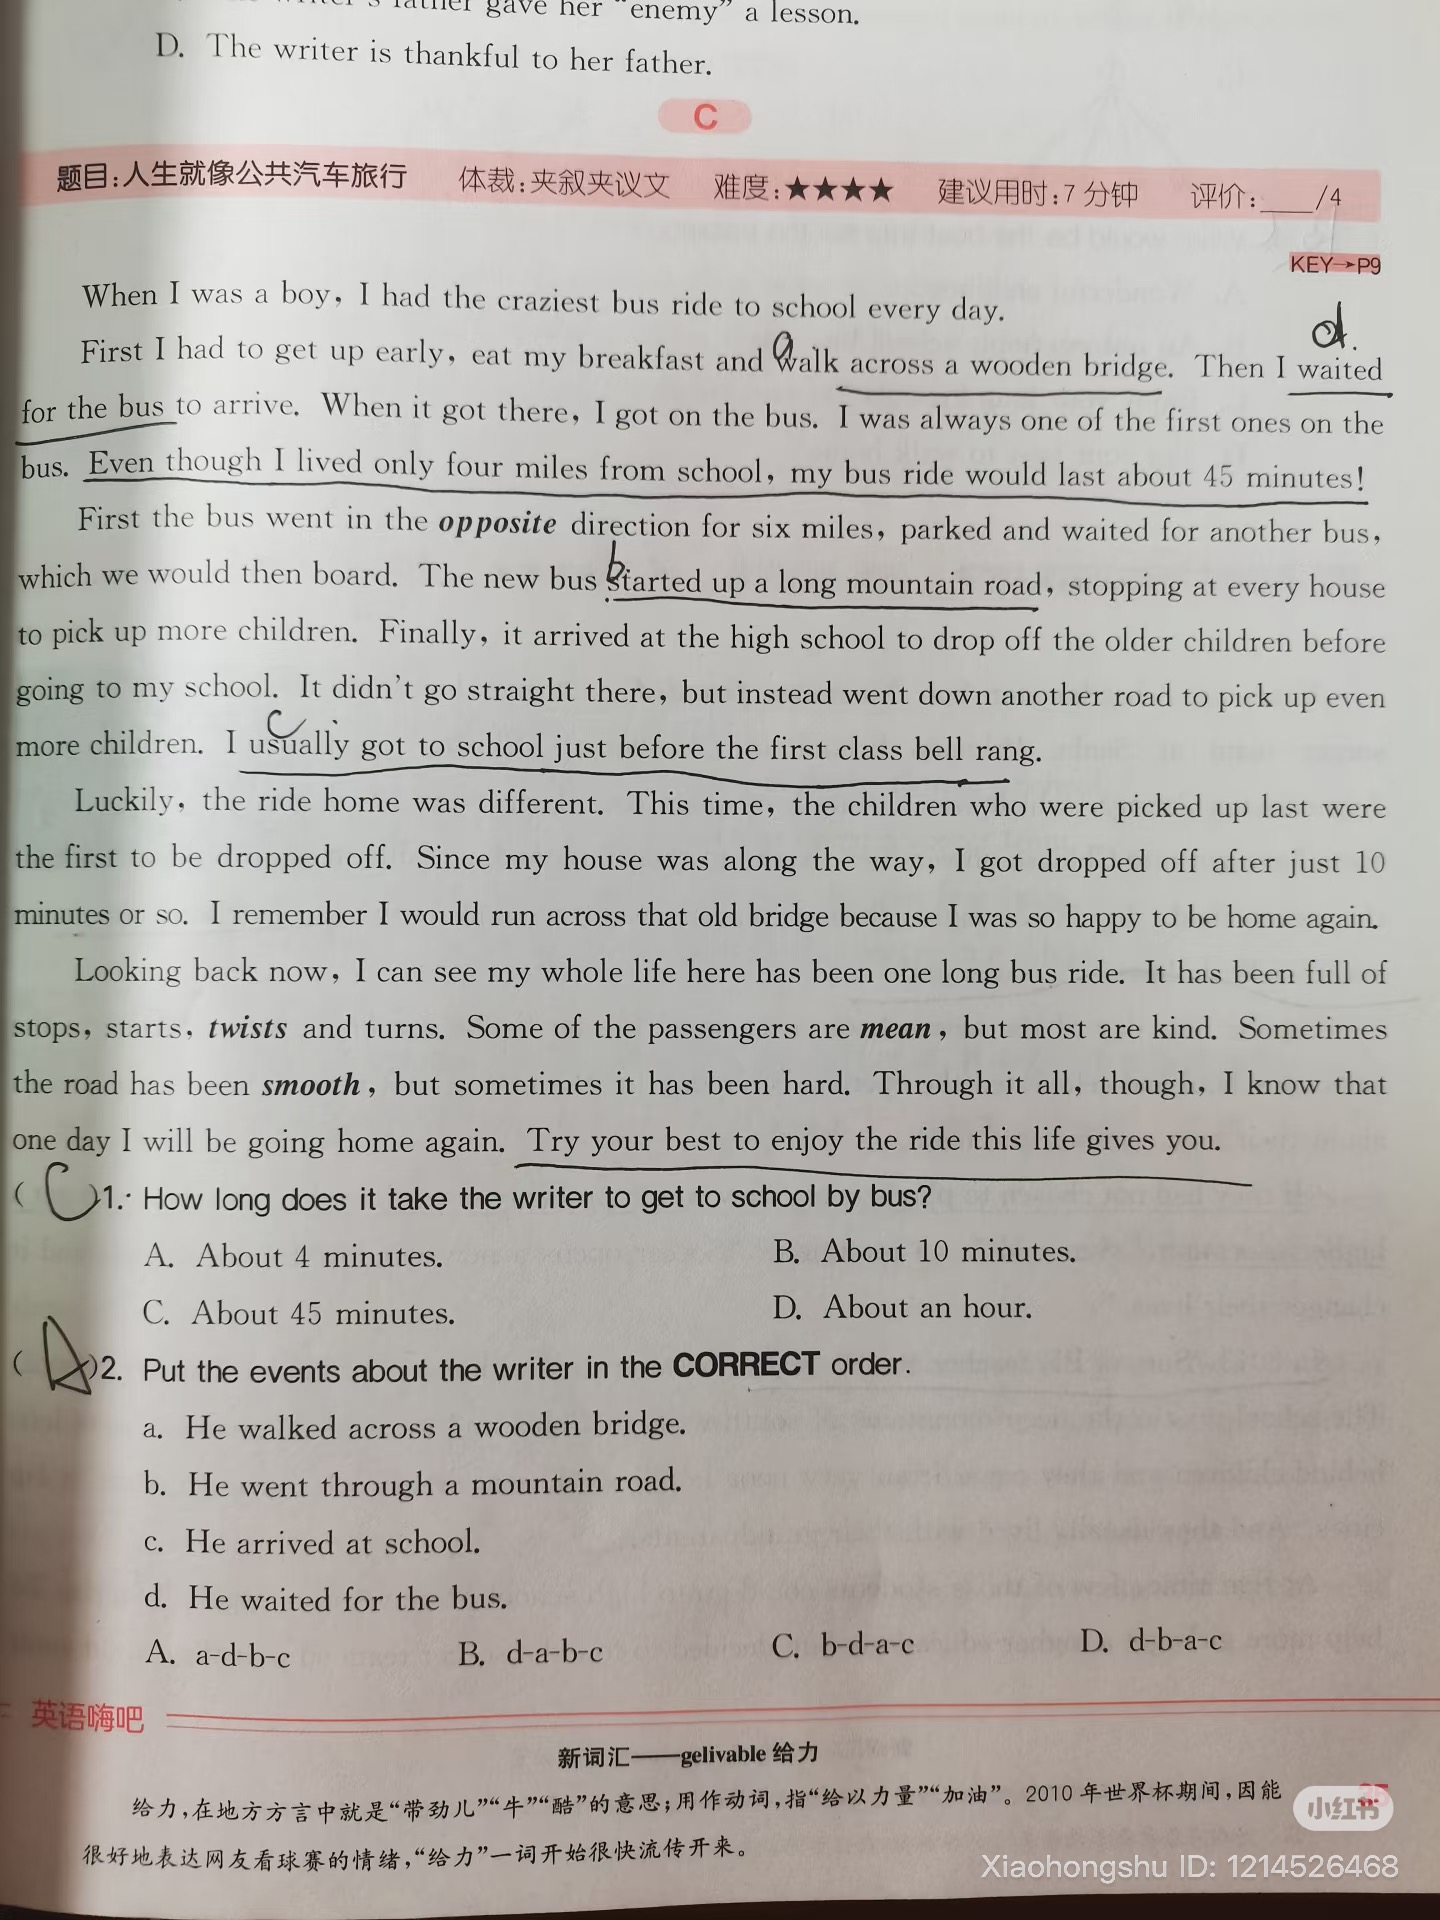 father gave her "enemy" a lesson.
D. The writer is thankful to her father.
C
题目:人生就像公共汽车旅行 体裁:夹叙夹议文 难度:★★★★ 建议用时:7分钟 评价:____/4
KEY→P9
When I was a boy, I had the craziest bus ride to school every day.
d.
a
First I had to get up early, eat my breakfast and walk across a wooden bridge. Then I waited
for the bus to arrive. When it got there, I got on the bus. I was always one of the first ones on the
bus. Even though I lived only four miles from school, my bus ride would last about 45 minutes!
First the bus went in the opposite direction for six miles, parked and waited for another bus,
b
which we would then board. The new bus started up a long mountain road, stopping at every house
to pick up more children. Finally, it arrived at the high school to drop off the older children before
going to my school. It didn't go straight there, but instead went down another road to pick up even
c
more children. I usually got to school just before the first class bell rang.
Luckily, the ride home was different. This time, the children who were picked up last were
the first to be dropped off. Since my house was along the way, I got dropped off after just 10
minutes or so. I remember I would run across that old bridge because I was so happy to be home again.
Looking back now, I can see my whole life here has been one long bus ride. It has been full of
stops, starts, twists and turns. Some of the passengers are mean, but most are kind. Sometimes
the road has been smooth, but sometimes it has been hard. Through it all, though, I know that
one day I will be going home again. Try your best to enjoy the ride this life gives you.
( C )1. How long does it take the writer to get to school by bus?
A. About 4 minutes. B. About 10 minutes.
C. About 45 minutes. D. About an hour.
( A )2. Put the events about the writer in the CORRECT order.
a. He walked across a wooden bridge.
b. He went through a mountain road.
c. He arrived at school.
d. He waited for the bus.
A. a-d-b-c B. d-a-b-c C. b-d-a-c D. d-b-a-c
英语嗨吧
新词汇——gelivable 给力
给力,在地方方言中就是“带劲儿”“牛”“酷”的意思;用作动词,指“给以力量”“加油”。2010年世界杯期间,因能
很好地表达网友看球赛的情绪,“给力”一词开始很快流传开来。
小红书
Xiaohongshu ID: 1214526468